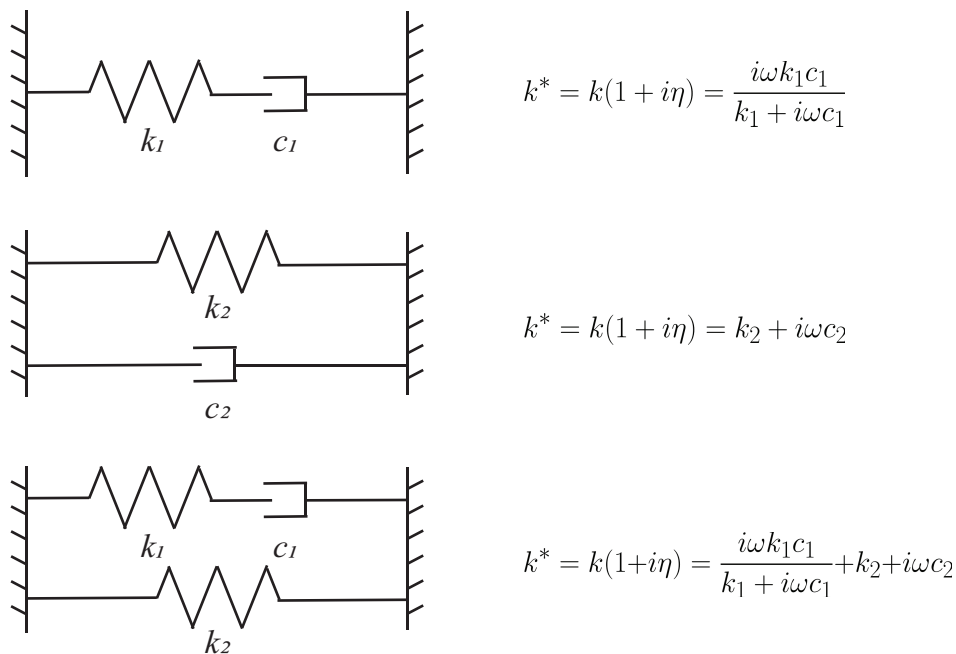 k₁ c₁
k* = k(1 + iη) = iωk₁c₁ / (k₁ + iωc₁)
k₂
c₂
k* = k(1 + iη) = k₂ + iωc₂
k₁ c₁
k₂
k* = k(1+iη) = iωk₁c₁ / (k₁ + iωc₁) +k₂+iωc₂